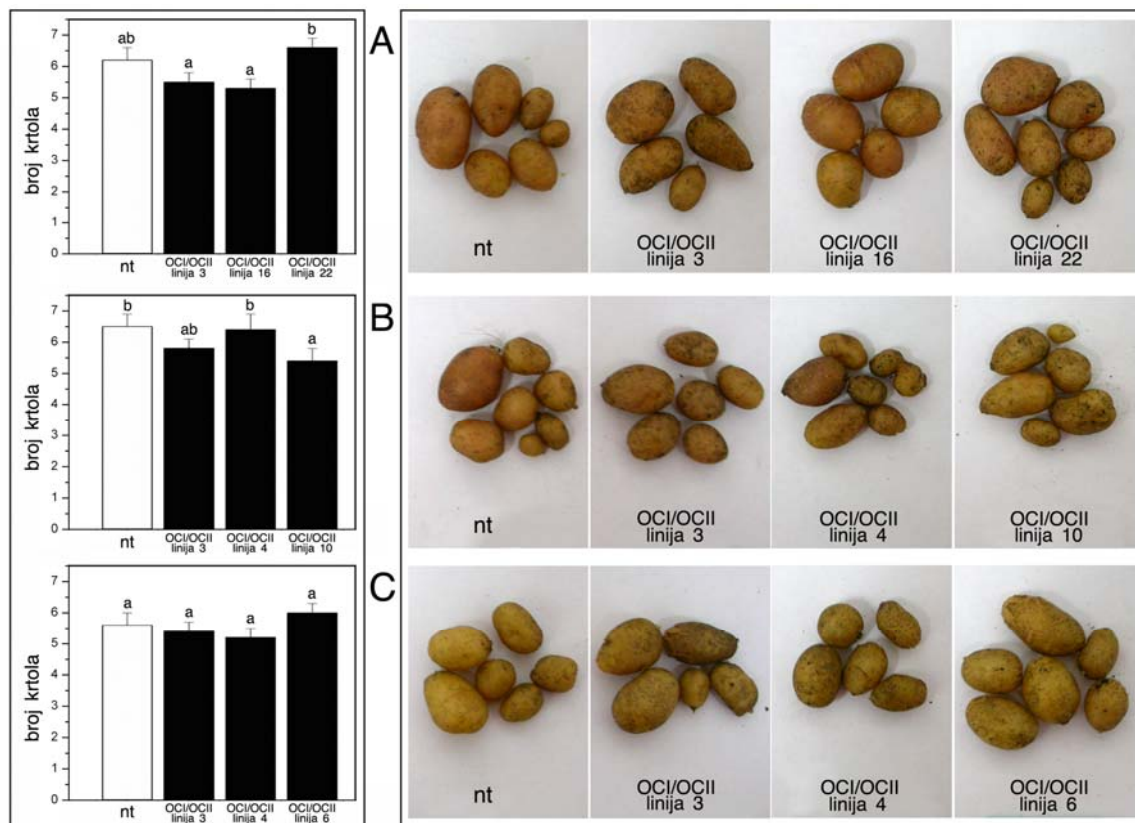 A
broj krtola
7
6
5
4
3
2
1
0
ab
a
a
b
nt
OCI/OCII
linija 3
OCI/OCII
linija 16
OCI/OCII
linija 22
nt
OCI/OCII
linija 3
OCI/OCII
linija 16
OCI/OCII
linija 22
B
broj krtola
7
6
5
4
3
2
1
0
b
ab
b
a
nt
OCI/OCII
linija 3
OCI/OCII
linija 4
OCI/OCII
linija 10
nt
OCI/OCII
linija 3
OCI/OCII
linija 4
OCI/OCII
linija 10
C
broj krtola
7
6
5
4
3
2
1
0
a
a
a
a
nt
OCI/OCII
linija 3
OCI/OCII
linija 4
OCI/OCII
linija 6
nt
OCI/OCII
linija 3
OCI/OCII
linija 4
OCI/OCII
linija 6